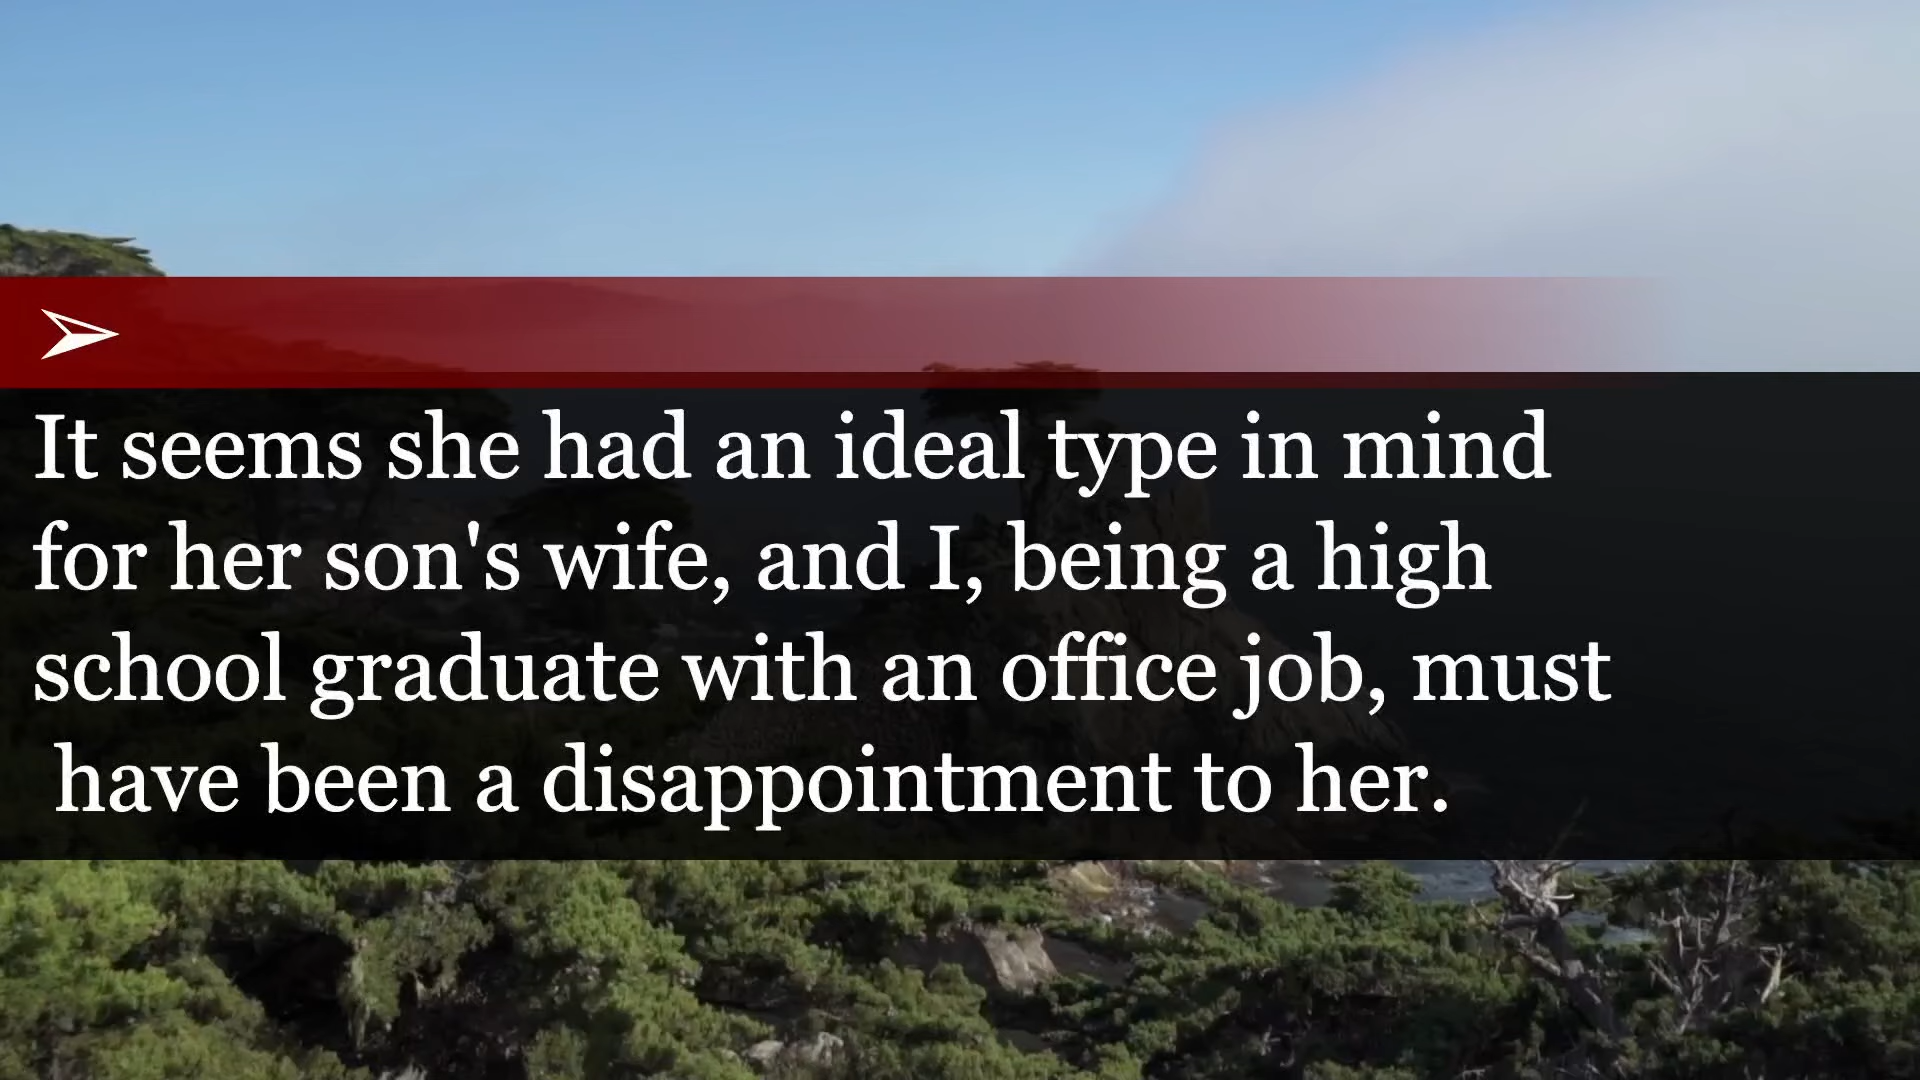 It seems she had an ideal type in mind
for her son's wife, and I, being a high
school graduate with an office job, must
have been a disappointment to her.